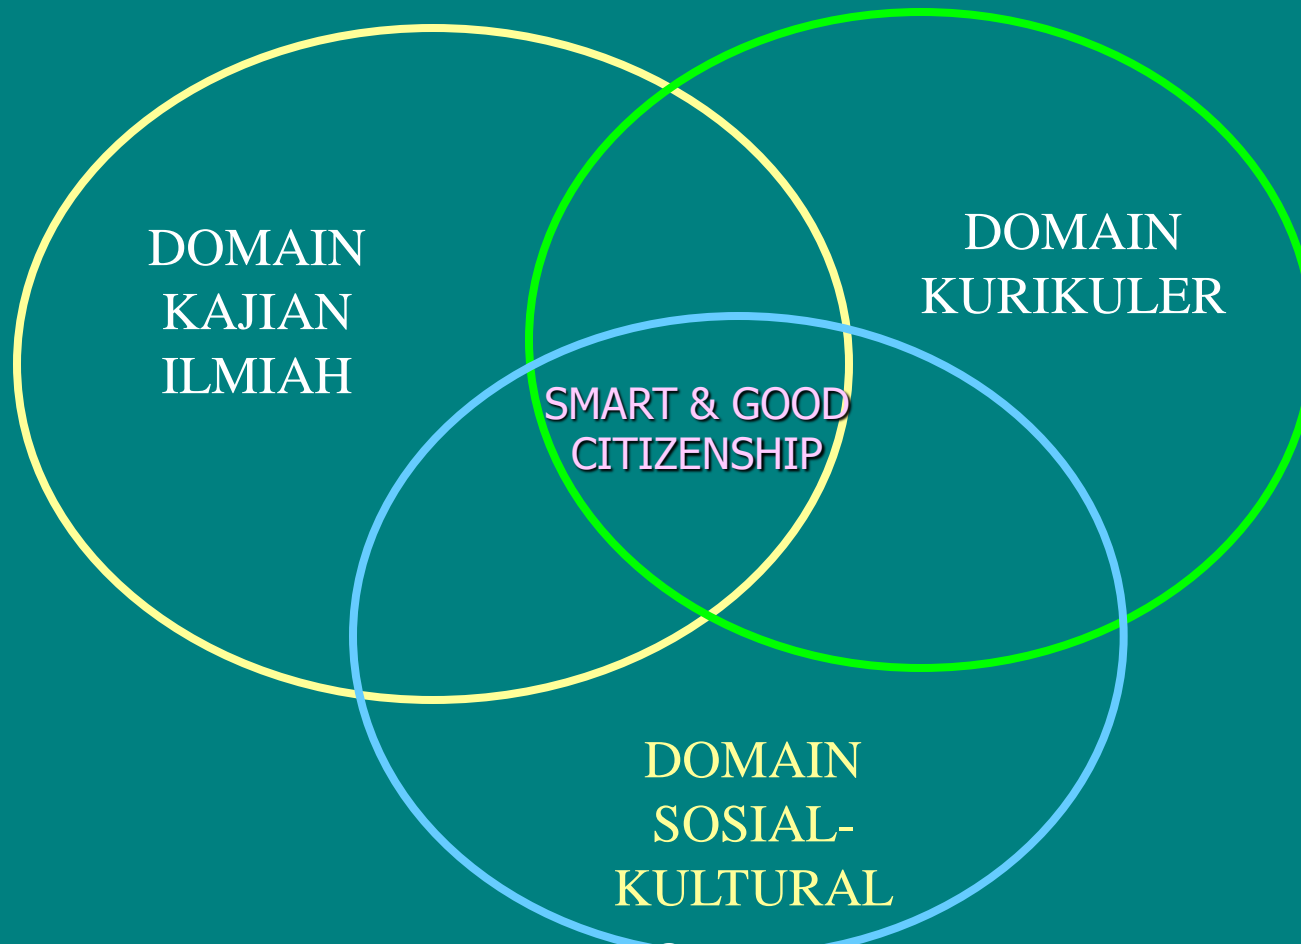 DOMAIN
KAJIAN
ILMIAH
DOMAIN
KURIKULER
SMART & GOOD
CITIZENSHIP
DOMAIN
SOSIAL-
KULTURAL